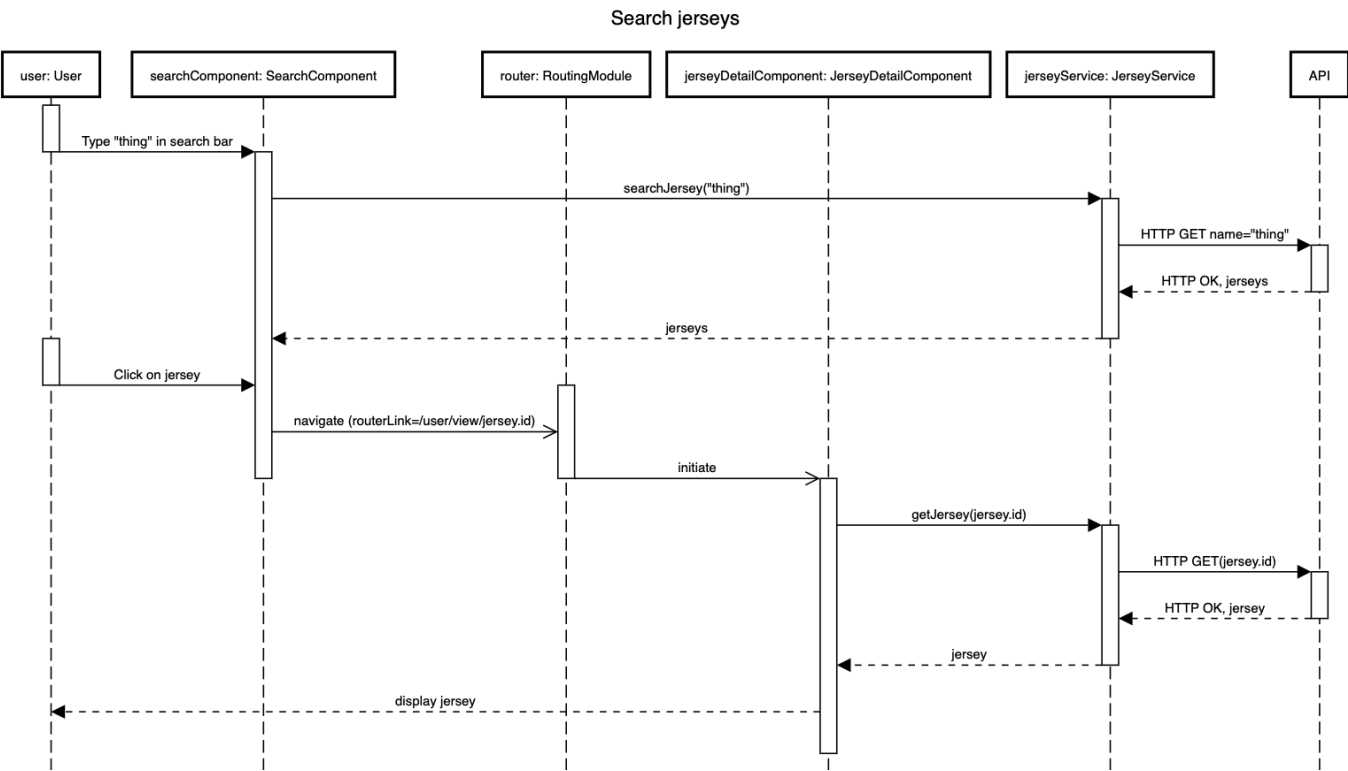 Search jerseys
user: User
searchComponent: SearchComponent
router: RoutingModule
jerseyDetailComponent: JerseyDetailComponent
jerseyService: JerseyService
API
Type "thing" in search bar
searchJersey("thing")
HTTP GET name="thing"
HTTP OK, jerseys
jerseys
Click on jersey
navigate (routerLink=/user/view/jersey.id)
initiate
getJersey(jersey.id)
HTTP GET(jersey.id)
HTTP OK, jersey
jersey
display jersey